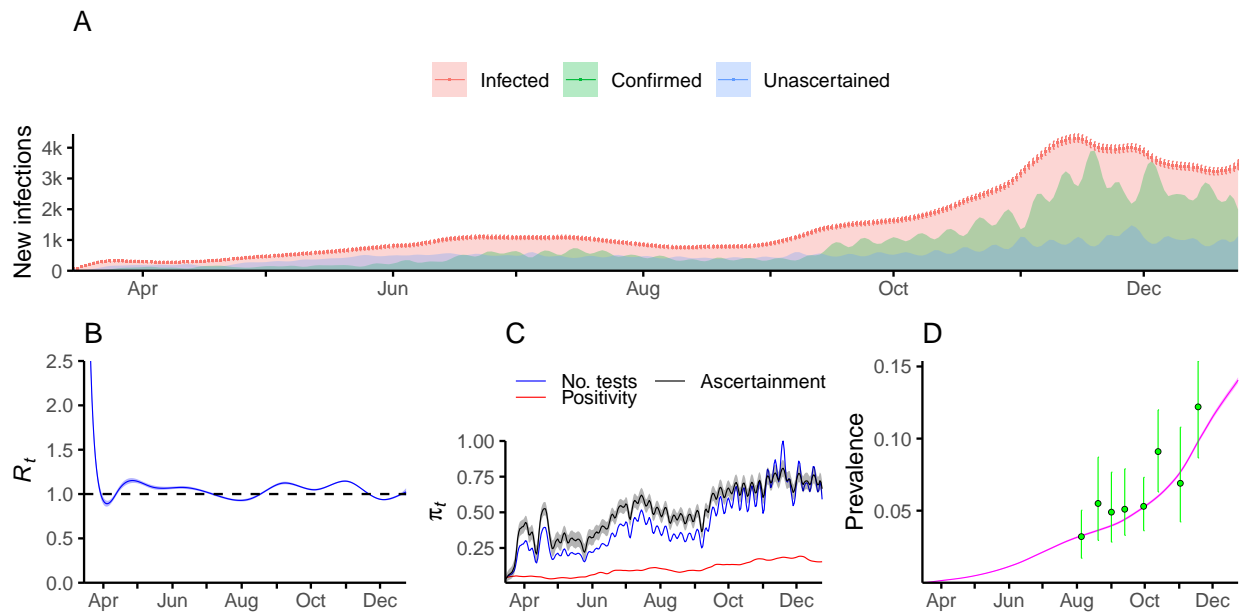 A
Infected Confirmed Unascertained
New infections
4k
3k
2k
1k
0
Apr Jun Aug Oct Dec
B
R_t
2.5
2.0
1.5
1.0
0.5
0.0
Apr Jun Aug Oct Dec
C
No. tests Ascertainment
Positivity
π_t
1.00
0.75
0.50
0.25
Apr Jun Aug Oct Dec
D
Prevalence
0.15
0.10
0.05
Apr Jun Aug Oct Dec